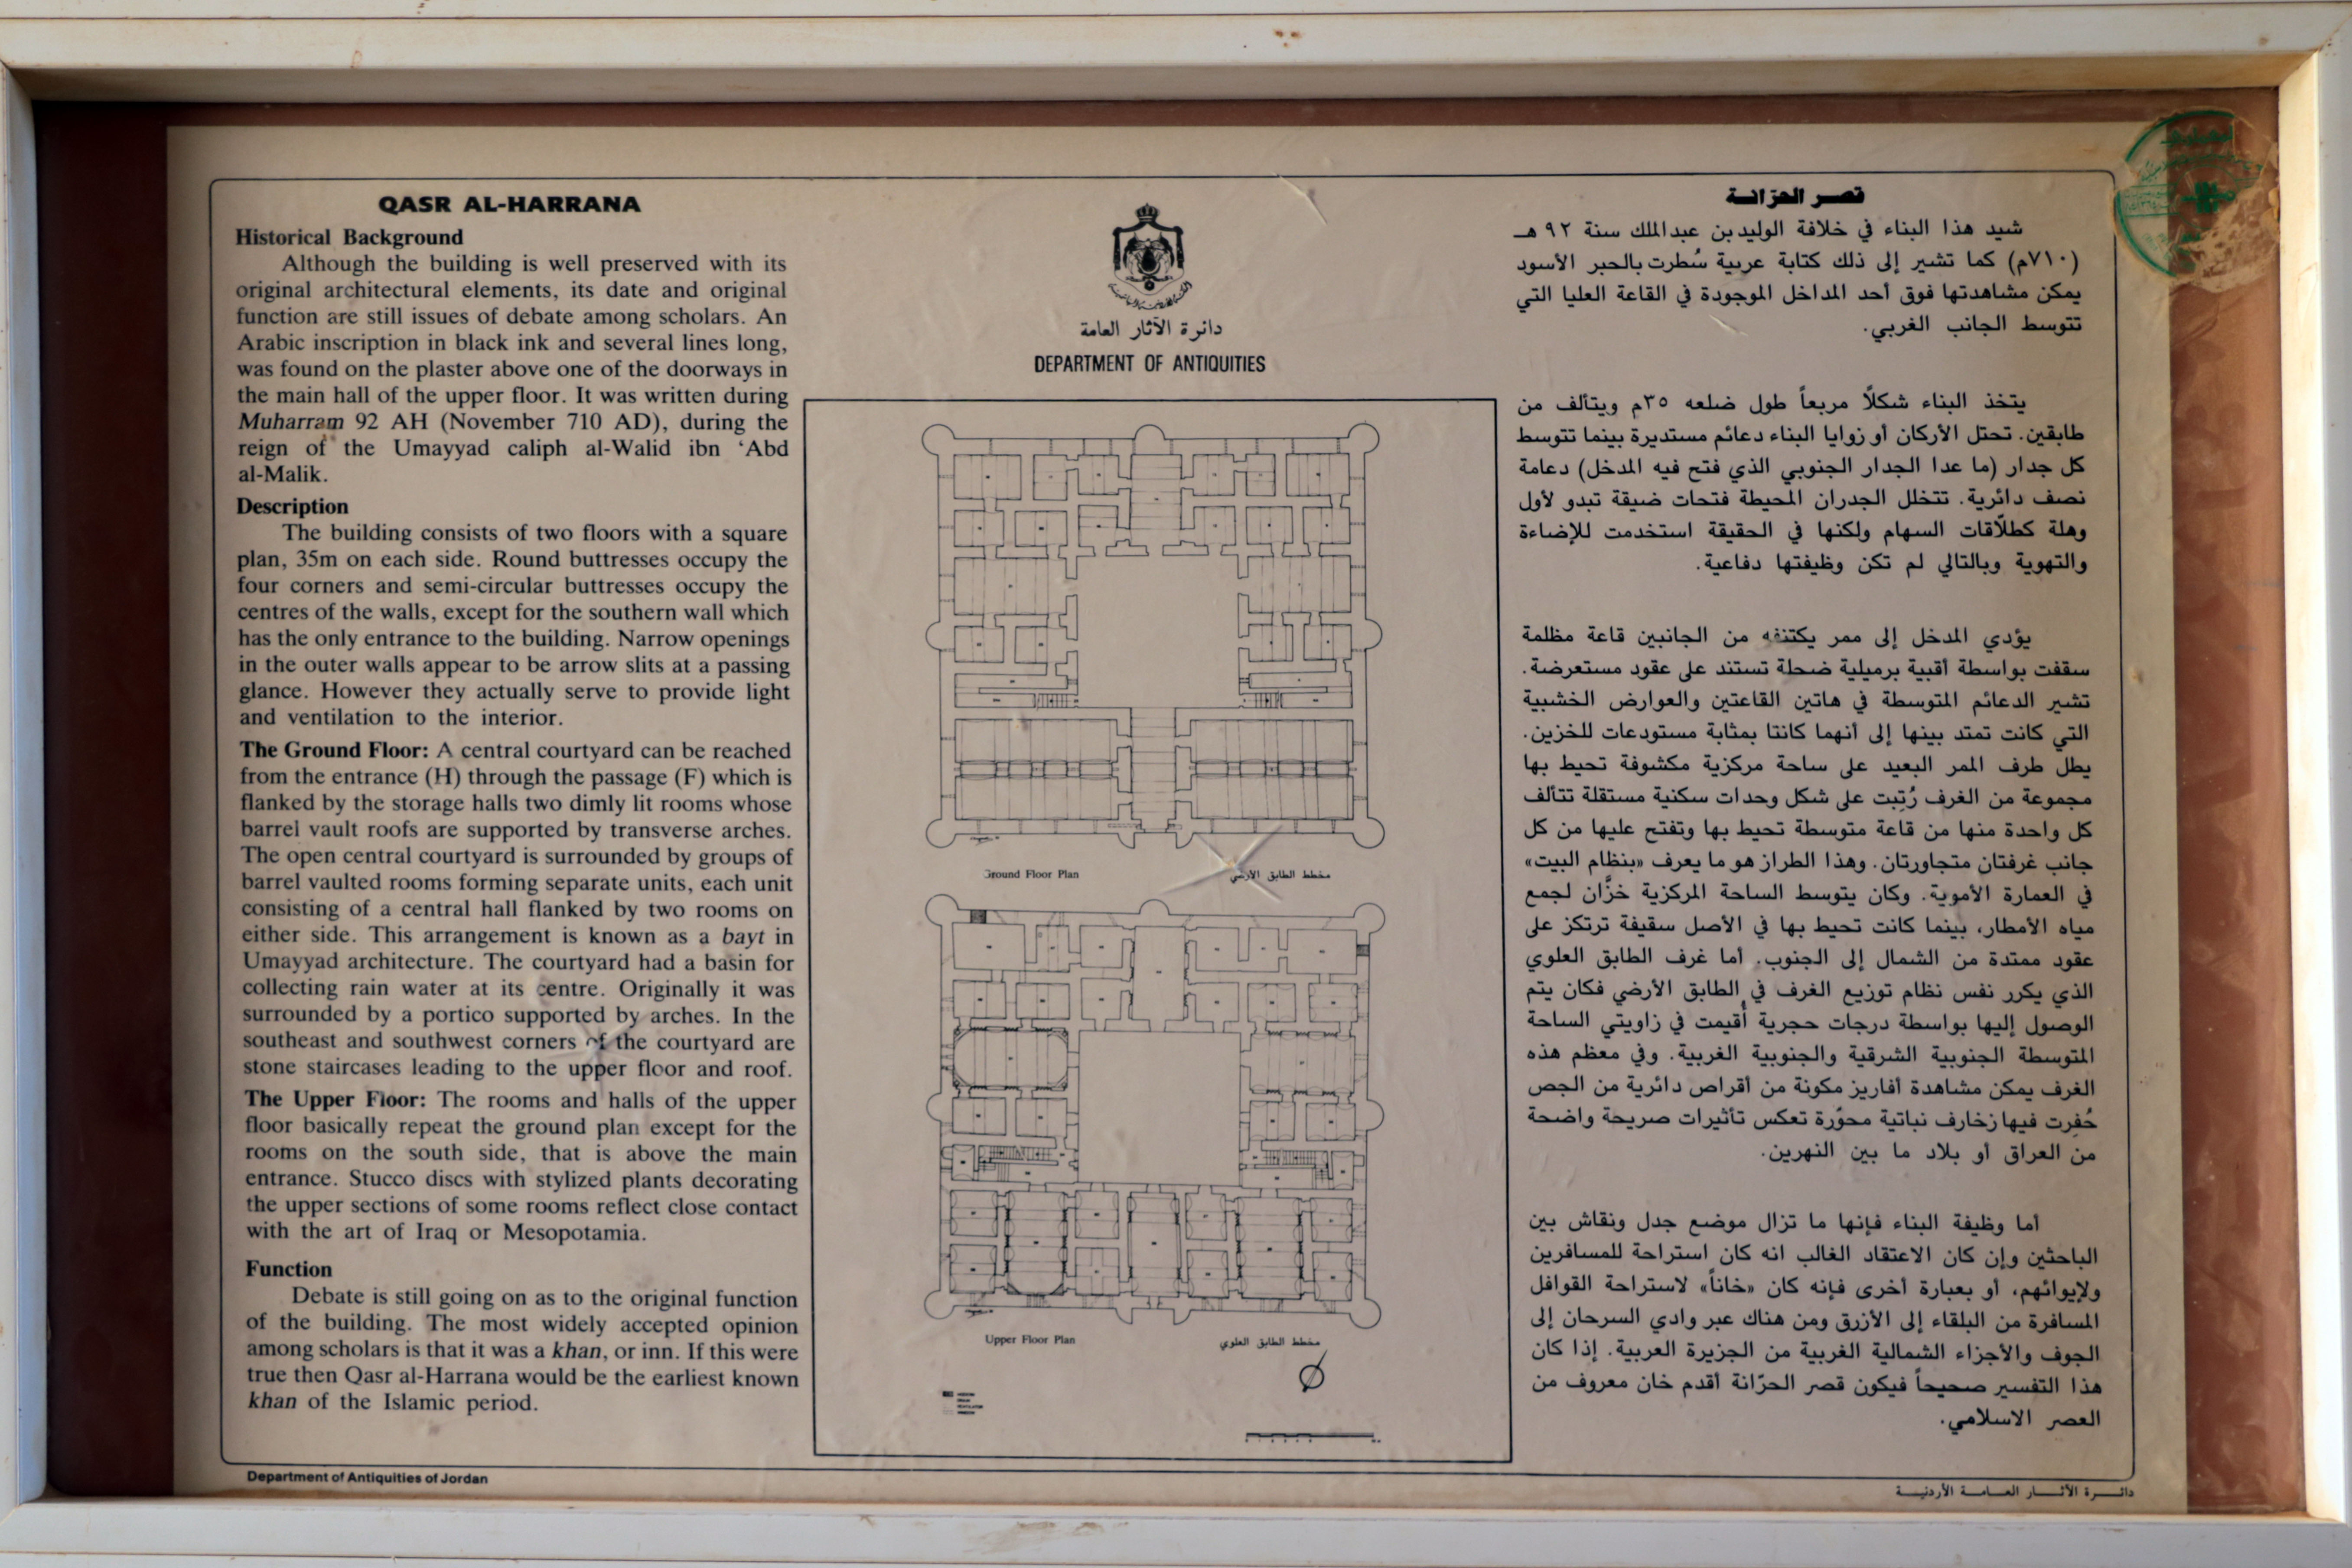 QASR AL-HARRANA
Historical Background
Although the building is well preserved with its
original architectural elements, its date and original
function are still issues of debate among scholars. An
Arabic inscription in black ink and several lines long,
was found on the plaster above one of the doorways in
the main hall of the upper floor. It was written during
Muharram 92 AH (November 710 AD), during the
reign of the Umayyad caliph al-Walid ibn ‘Abd
al-Malik.
Description
The building consists of two floors with a square
plan, 35m on each side. Round buttresses occupy the
four corners and semi-circular buttresses occupy the
centres of the walls, except for the southern wall which
has the only entrance to the building. Narrow openings
in the outer walls appear to be arrow slits at a passing
glance. However they actually serve to provide light
and ventilation to the interior.
The Ground Floor: A central courtyard can be reached
from the entrance (H) through the passage (F) which is
flanked by the storage halls two dimly lit rooms whose
barrel vault roofs are supported by transverse arches.
The open central courtyard is surrounded by groups of
barrel vaulted rooms forming separate units, each unit
consisting of a central hall flanked by two rooms on
either side. This arrangement is known as a bayt in
Umayyad architecture. The courtyard had a basin for
collecting rain water at its centre. Originally it was
surrounded by a portico supported by arches. In the
southeast and southwest corners of the courtyard are
stone staircases leading to the upper floor and roof.
The Upper Floor: The rooms and halls of the upper
floor basically repeat the ground plan except for the
rooms on the south side, that is above the main
entrance. Stucco discs with stylized plants decorating
the upper sections of some rooms reflect close contact
with the art of Iraq or Mesopotamia.
Function
Debate is still going on as to the original function
of the building. The most widely accepted opinion
among scholars is that it was a khan, or inn. If this were
true then Qasr al-Harrana would be the earliest known
khan of the Islamic period.
Department of Antiquities of Jordan
دائرة الآثار العامة
DEPARTMENT OF ANTIQUITIES
Ground Floor Plan
مخطط الطابق الأرضي
Upper Floor Plan
مخطط الطابق العلوي
قصر الحرّانة
شيد هذا البناء في خلافة الوليد بن عبد الملك سنة ٩٢ هـ
(٧١٠م) كما تشير إلى ذلك كتابة عربية سُطرت بالحبر الأسود
يمكن مشاهدتها فوق أحد المداخل الموجودة في القاعة العليا التي
تتوسط الجانب الغربي.
يتخذ البناء شكلًا مربعاً طول ضلعه ٣٥م ويتألف من
طابقين. تحتل الأركان أو زوايا البناء دعائم مستديرة بينما تتوسط
كل جدار (ما عدا الجدار الجنوبي الذي فتح فيه المدخل) دعامة
نصف دائرية. تتخلل الجدران المحيطة فتحات ضيقة تبدو لأول
وهلة كطلّاقات السهام ولكنها في الحقيقة استخدمت للإضاءة
والتهوية وبالتالي لم تكن وظيفتها دفاعية.
يؤدي المدخل إلى ممر يكتنفه من الجانبين قاعة مظلمة
سقفت بواسطة أقبية برميلية ضحلة تستند على عقود مستعرضة.
تشير الدعائم المتوسطة في هاتين القاعتين والعوارض الخشبية
التي كانت تمتد بينها إلى أنهما كانتا بمثابة مستودعات للخزين.
يطل طرف الممر البعيد على ساحة مركزية مكشوفة تحيط بها
مجموعة من الغرف رُتِبت على شكل وحدات سكنية مستقلة تتألف
كل واحدة منها من قاعة متوسطة تحيط بها وتفتح عليها من كل
جانب غرفتان متجاورتان. وهذا الطراز هو ما يعرف «بنظام البيت»
في العمارة الأموية. وكان يتوسط الساحة المركزية خزَّان لجمع
مياه الأمطار، بينما كانت تحيط بها في الأصل سقيفة ترتكز على
عقود ممتدة من الشمال إلى الجنوب. أما غرف الطابق العلوي
الذي يكرر نفس نظام توزيع الغرف في الطابق الأرضي فكان يتم
الوصول إليها بواسطة درجات حجرية أُقيمت في زاويتي الساحة
المتوسطة الجنوبية الشرقية والجنوبية الغربية. وفي معظم هذه
الغرف يمكن مشاهدة أفاريز مكونة من أقراص دائرية من الجص
حُفِرت فيها زخارف نباتية محوّرة تعكس تأثيرات صريحة واضحة
من العراق أو بلاد ما بين النهرين.
أما وظيفة البناء فإنها ما تزال موضع جدل ونقاش بين
الباحثين وإن كان الاعتقاد الغالب انه كان استراحة للمسافرين
ولإيوائهم، أو بعبارة أخرى فإنه كان «خاناً» لاستراحة القوافل
المسافرة من البلقاء إلى الأزرق ومن هناك عبر وادي السرحان إلى
الجوف والأجزاء الشمالية الغربية من الجزيرة العربية. إذا كان
هذا التفسير صحيحاً فيكون قصر الحرّانة أقدم خان معروف من
العصر الاسلامي.
دائرة الآثار العامة الأردنية